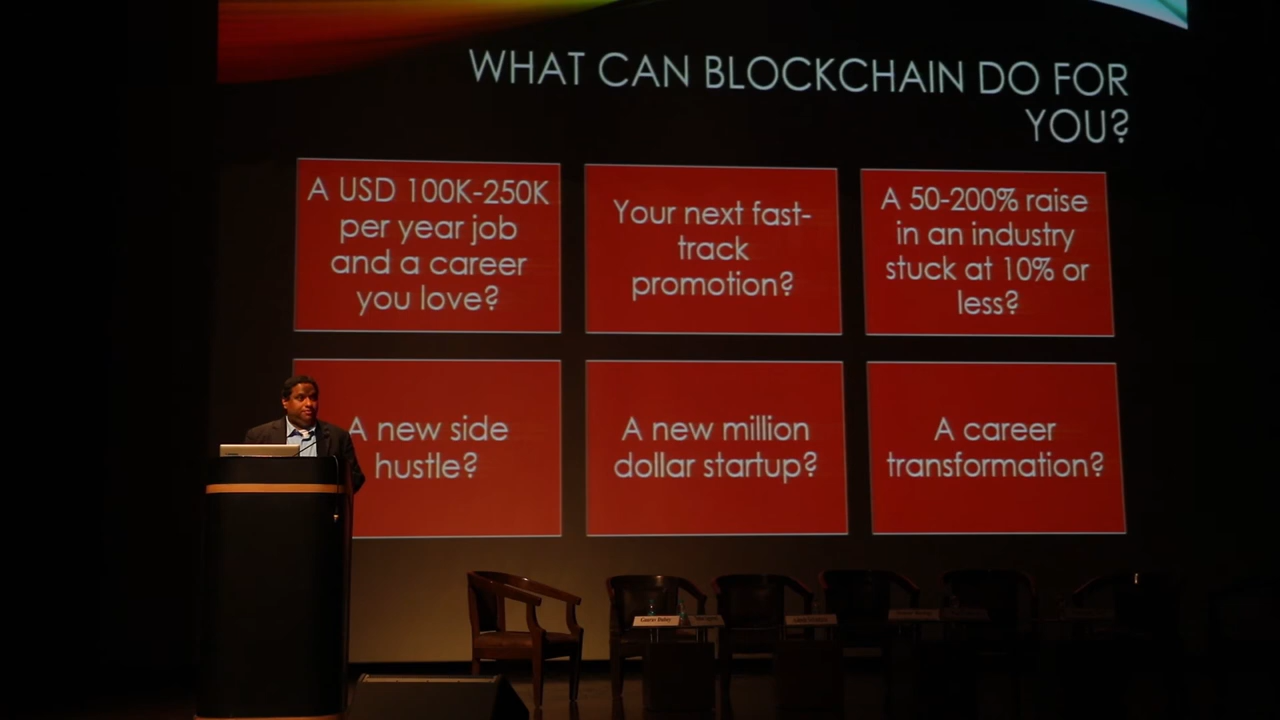 WHAT CAN BLOCKCHAIN DO FOR
YOU?
A USD 100K-250K
per year job
and a career
you love?
Your next fast-
track
promotion?
A 50-200% raise
in an industry
stuck at 10% or
less?
A new side
hustle?
A new million
dollar startup?
A career
transformation?